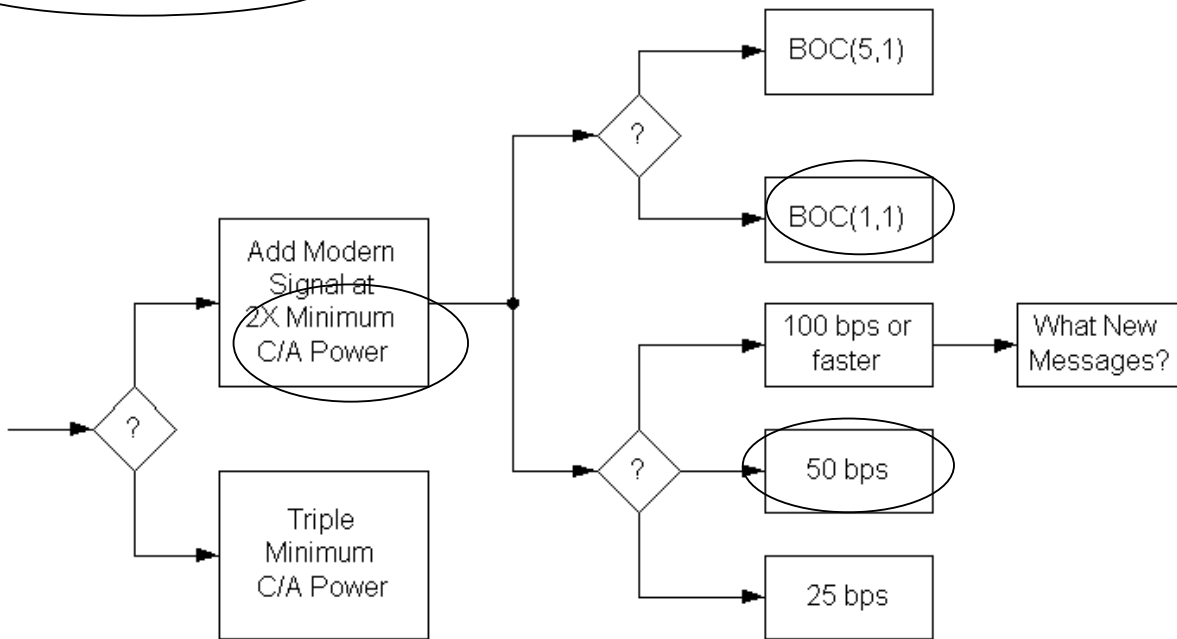 BOC(5,1)
?
BOC(1,1)
Add Modern
Signal at
2X Minimum
C/A Power
?
Triple
Minimum
C/A Power
100 bps or
faster
What New
Messages?
?
50 bps
25 bps